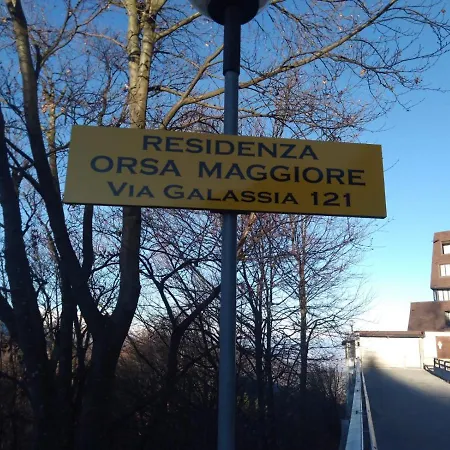 RESIDENZA
ORSA MAGGIORE
VIA GALASSIA 121